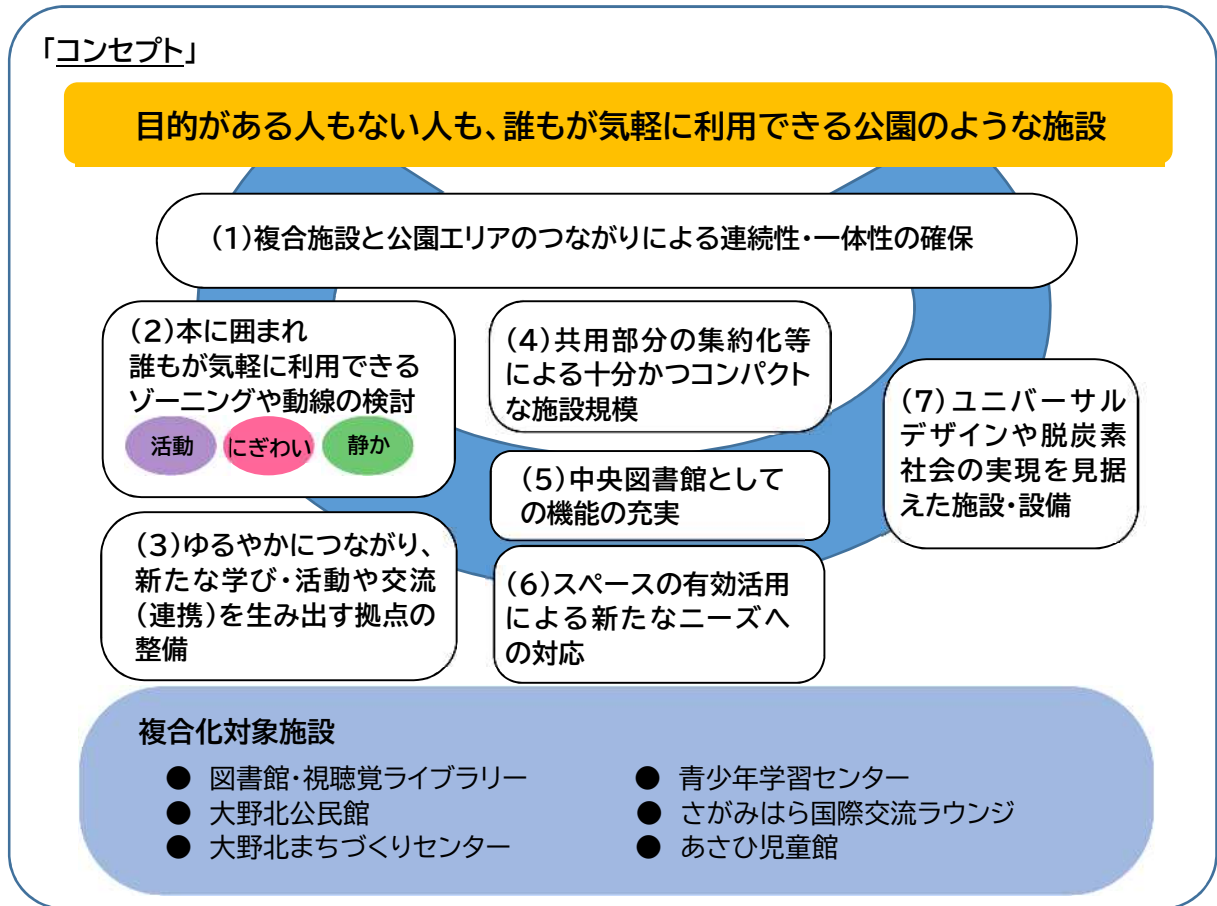 「コンセプト」
目的がある人もない人も、誰もが気軽に利用できる公園のような施設
(1)複合施設と公園エリアのつながりによる連続性・一体性の確保
(2)本に囲まれ
誰もが気軽に利用できる
ゾーニングや動線の検討
活動
にぎわい
静か
(3)ゆるやかにつながり、
新たな学び・活動や交流
(連携)を生み出す拠点の
整備
(4)共用部分の集約化等
による十分かつコンパクト
な施設規模
(5)中央図書館として
の機能の充実
(6)スペースの有効活用
による新たなニーズへ
の対応
(7)ユニバーサル
デザインや脱炭素
社会の実現を見据
えた施設・設備
複合化対象施設
● 図書館・視聴覚ライブラリー
● 大野北公民館
● 大野北まちづくりセンター
● 青少年学習センター
● さがみはら国際交流ラウンジ
● あさひ児童館